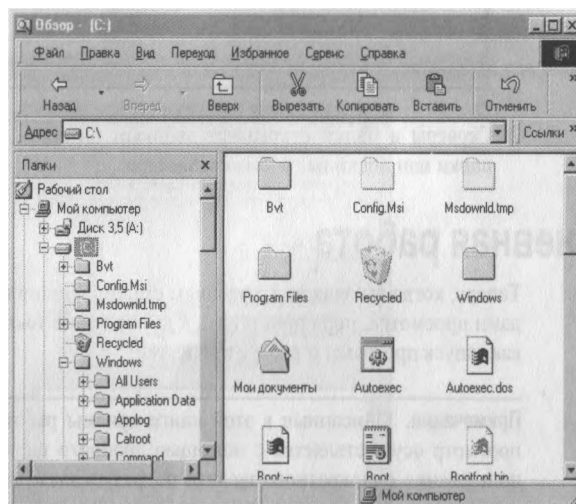 Обзор - (C:)
Файл Правка Вид Переход Избранное Сервис Справка
Назад Вперед Вверх Вырезать Копировать Вставить Отменить »
Адрес C:\ Ссылки »
Папки x
Рабочий стол
Мой компьютер
Диск 3,5 (A:)
Bvt
Config.Msi
Msdownld.tmp
Program Files
Recycled
Windows
All Users
Application Data
Applog
Catroot
Command
Bvt Config.Msi Msdownld.tmp
Program Files Recycled Windows
Мои документы Autoexec Autoexec.dos
Boot--- Boot Bootfont.bin
Мой компьютер